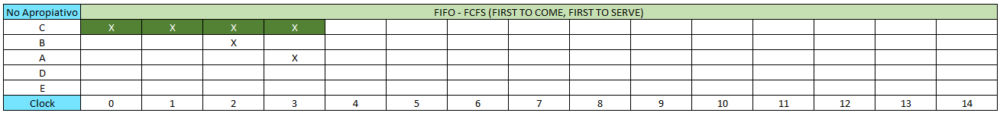 No Apropiativo FIFO - FCFS (FIRST TO COME, FIRST TO SERVE)
C X X X X
B X
A X
D
E
Clock 0 1 2 3 4 5 6 7 8 9 10 11 12 13 14